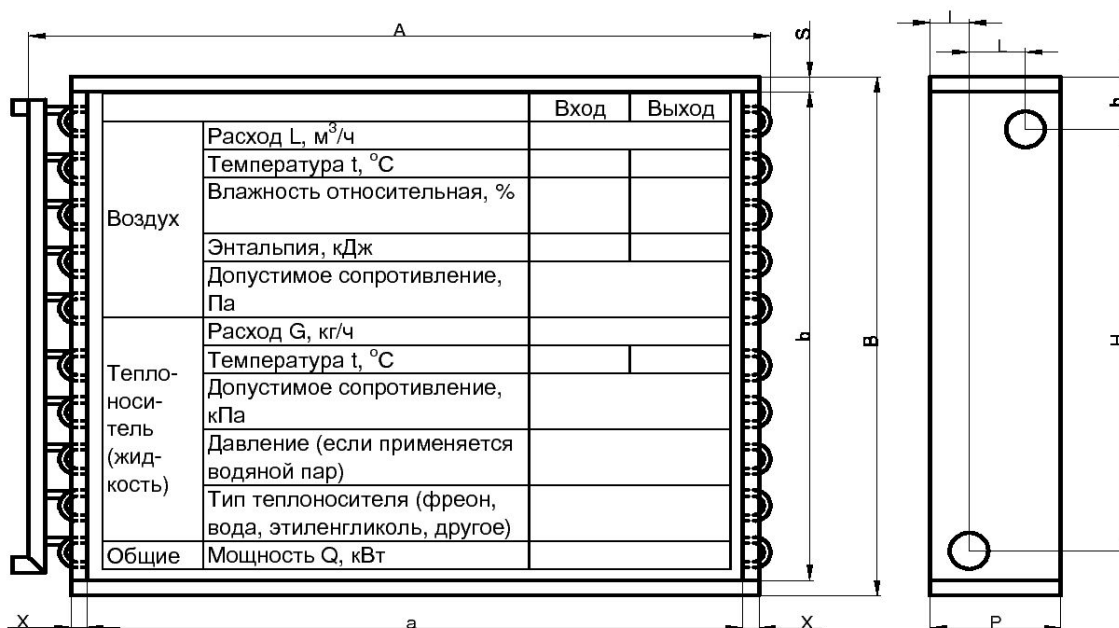 A
S
l
L
Вход Выход
Расход L, м³/ч
Температура t, °С
Влажность относительная, %
Воздух
Энтальпия, кДж
Допустимое сопротивление,
Па
Расход G, кг/ч
Температура t, °С
Тепло-
носи-
тель
(жид-
кость)
Допустимое сопротивление,
кПа
Давление (если применяется
водяной пар)
Тип теплоносителя (фреон,
вода, этиленгликоль, другое)
Общие Мощность Q, кВт
b
B
h
H
X
a
X
P